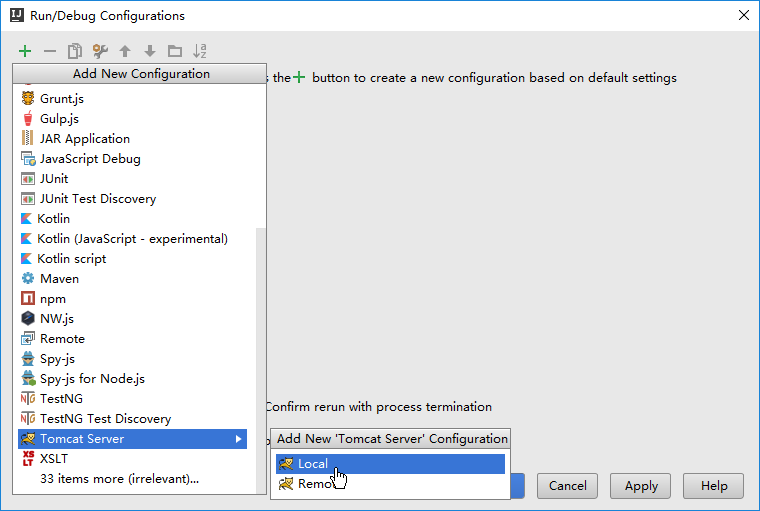 Run/Debug Configurations
Add New Configuration
the + button to create a new configuration based on default settings
Grunt.js
Gulp.js
JAR Application
JavaScript Debug
JUnit
JUnit Test Discovery
Kotlin
Kotlin (JavaScript - experimental)
Kotlin script
Maven
npm
NW.js
Remote
Spy-js
Spy-js for Node.js
TestNG
TestNG Test Discovery
Tomcat Server
XSLT
33 items more (irrelevant)...
Confirm rerun with process termination
Add New 'Tomcat Server' Configuration
Local
Remo
Cancel
Apply
Help